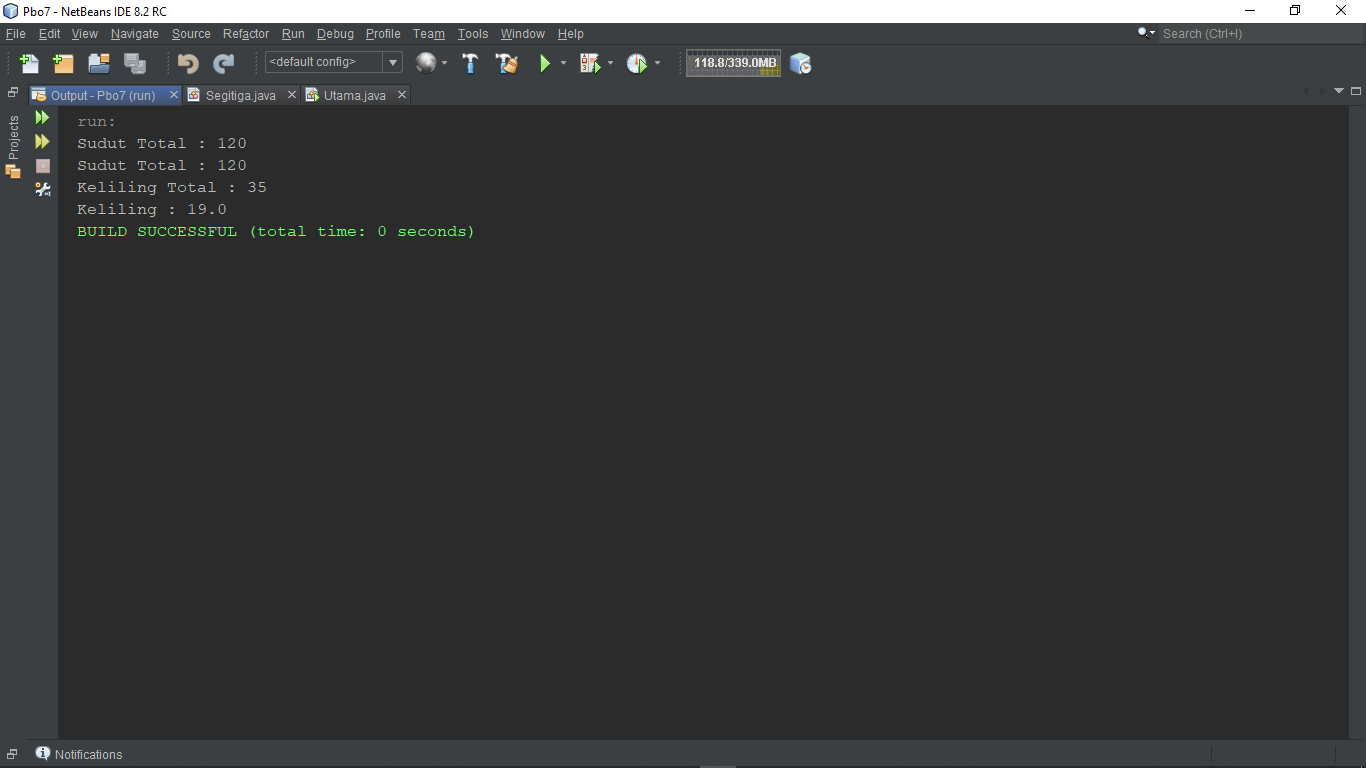 Pbo7 - NetBeans IDE 8.2 RC
File Edit View Navigate Source Refactor Run Debug Profile Team Tools Window Help
Search (Ctrl+I)
<default config>
118.8/339.0MB
Output - Pbo7 (run) Segitiga.java Utama.java
Projects
run:
Sudut Total : 120
Sudut Total : 120
Keliling Total : 35
Keliling : 19.0
BUILD SUCCESSFUL (total time: 0 seconds)
Notifications